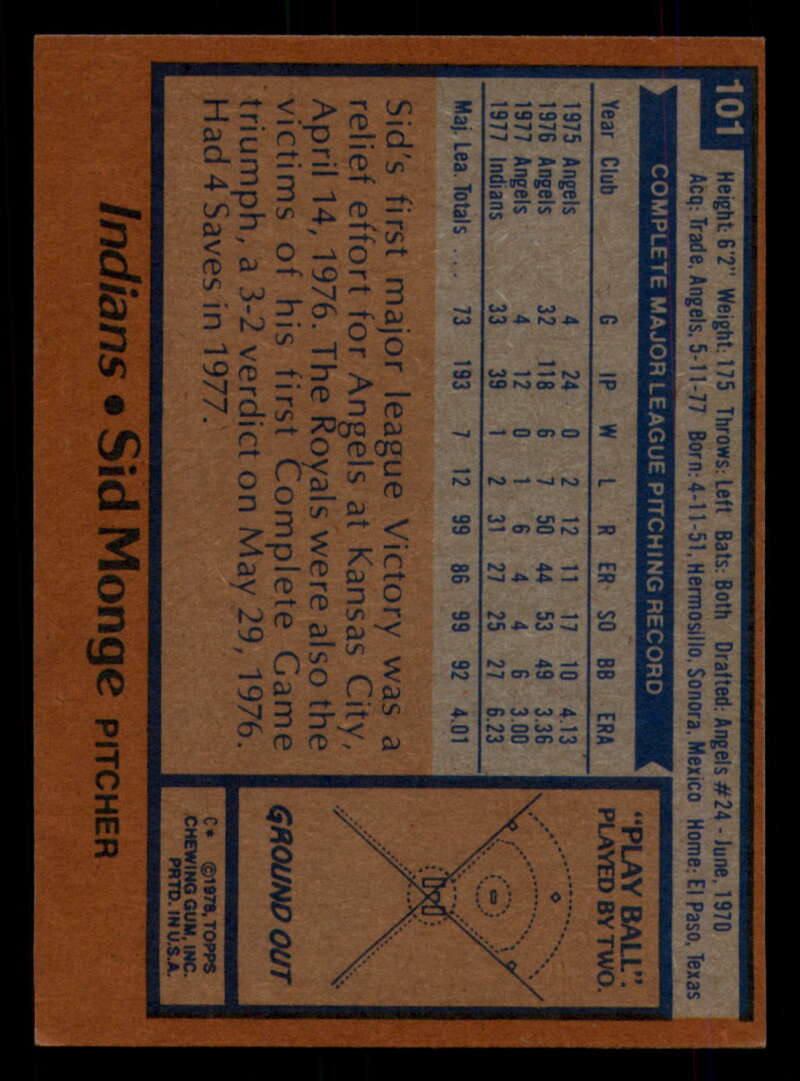 101
Height: 6'2" Weight: 175 Throws: Left Bats: Both Drafted: Angels #24 - June, 1970
Acq: Trade, Angels, 5-11-77 Born: 4-11-51, Hermosillo, Sonora, Mexico Home: El Paso, Texas
COMPLETE MAJOR LEAGUE PITCHING RECORD
Year Club G IP W L R ER SO BB ERA
1975 Angels 4 24 0 2 12 11 17 10 4.13
1976 Angels 32 118 6 7 50 44 53 49 3.36
1977 Angels 4 12 0 1 6 4 4 6 3.00
1977 Indians 33 39 1 2 31 27 25 27 6.23
Maj. Lea. Totals .... 73 193 7 12 99 86 99 92 4.01
Sid's first major league Victory was a
relief effort for Angels at Kansas City,
April 14, 1976. The Royals were also the
victims of his first Complete Game
triumph, a 3-2 verdict on May 29, 1976.
Had 4 Saves in 1977.
"PLAY BALL":
PLAYED BY TWO.
GROUND OUT
C* ©1978, TOPPS
CHEWING GUM, INC.
PRTD. IN U.S.A.
Indians • Sid Monge PITCHER